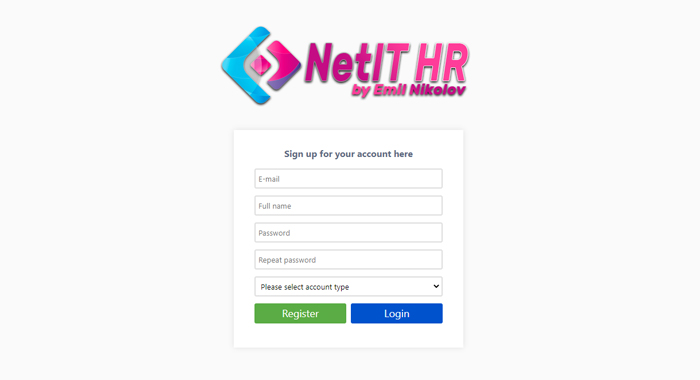 NetIT HR
by Emil Nikolov
Sign up for your account here
E-mail
Full name
Password
Repeat password
Please select account type
Register
Login